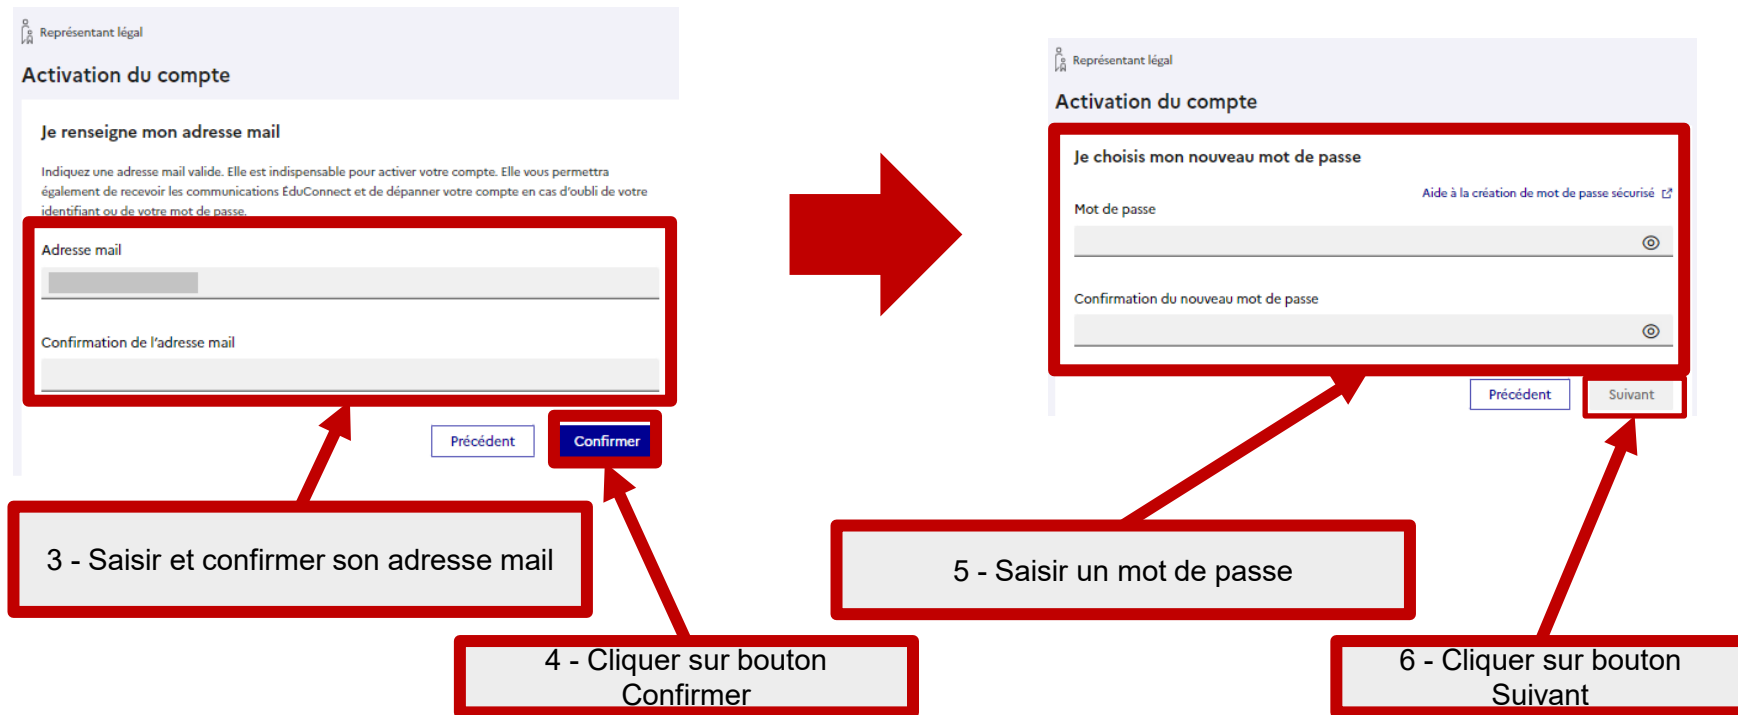 Représentant légal
Activation du compte
Je renseigne mon adresse mail
Indiquez une adresse mail valide. Elle est indispensable pour activer votre compte. Elle vous permettra
également de recevoir les communications ÉduConnect et de dépanner votre compte en cas d'oubli de votre
identifiant ou de votre mot de passe.
Adresse mail
Confirmation de l'adresse mail
Précédent
Confirmer
3 - Saisir et confirmer son adresse mail
4 - Cliquer sur bouton
Confirmer
Représentant légal
Activation du compte
Je choisis mon nouveau mot de passe
Aide à la création de mot de passe sécurisé
Mot de passe
Confirmation du nouveau mot de passe
Précédent
Suivant
5 - Saisir un mot de passe
6 - Cliquer sur bouton
Suivant